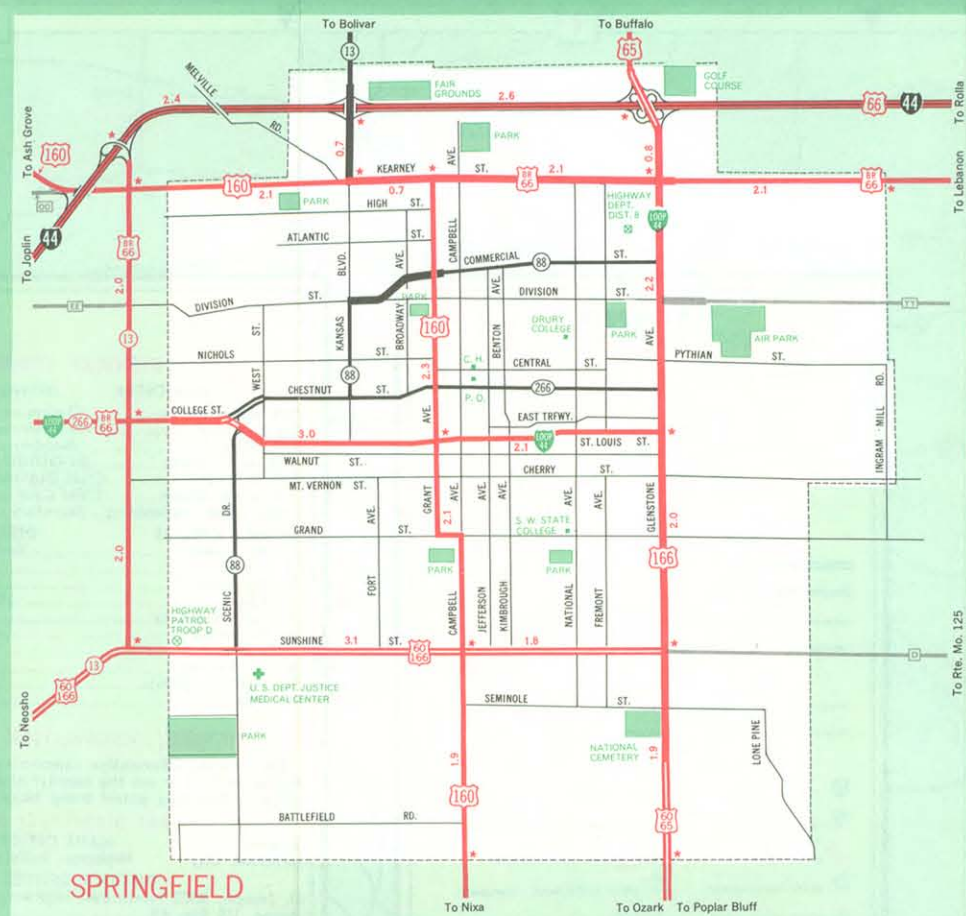 To Bolivar
To Buffalo
13
65
MELVILLE
RD.
FAIR
GROUNDS
GOLF
COURSE
2.4
2.6
66
44
To Rolla
To Ash Grove
160
PARK
0.7
0.8
KEARNEY
ST.
AVE.
160
2.1
0.7
BR
66
2.1
2.1
BR
66
To Lebanon
OO
44
To Joplin
PARK
HIGH
ST.
HIGHWAY
DEPT.
DIST. 8
LOOP
44
ATLANTIC
ST.
BLVD.
AVE.
CAMPBELL
COMMERCIAL
88
ST.
BR
66
2.0
2.2
EE
DIVISION
ST.
DIVISION
ST.
YY
13
ST.
KANSAS
BROADWAY
PARK
160
AVE.
BENTON
DRURY
COLLEGE
PARK
AVE.
AIR PARK
NICHOLS
ST.
C. H.
CENTRAL
ST.
PYTHIAN
ST.
WEST
88
2.3
P. D.
RD.
CHESTNUT
ST.
266
LOOP
44
266
BR
66
COLLEGE ST.
AVE.
EAST TRFWY.
3.0
2.1
LOOP
44
ST. LOUIS
ST.
INGRAM - MILL
WALNUT
ST.
CHERRY
ST.
MT. VERNON
ST.
DR.
AVE.
GRANT
2.1
AVE.
AVE.
AVE.
AVE.
AVE.
GLENSTONE
2.0
GRAND
ST.
S. W. STATE
COLLEGE
2.0
88
FORT
PARK
PARK
166
SCENIC
CAMPBELL
JEFFERSON
KIMBROUGH
NATIONAL
FREMONT
HIGHWAY
PATROL
TROOP D
SUNSHINE
3.1
ST.
60
166
1.8
D
To Rte. Mo. 125
13
60
166
To Neosho
U. S. DEPT. JUSTICE
MEDICAL CENTER
SEMINOLE
ST.
PARK
NATIONAL
CEMETERY
1.9
1.9
LONE PINE
160
60
65
BATTLEFIELD
RD.
SPRINGFIELD
To Nixa
To Ozark
To Poplar Bluff